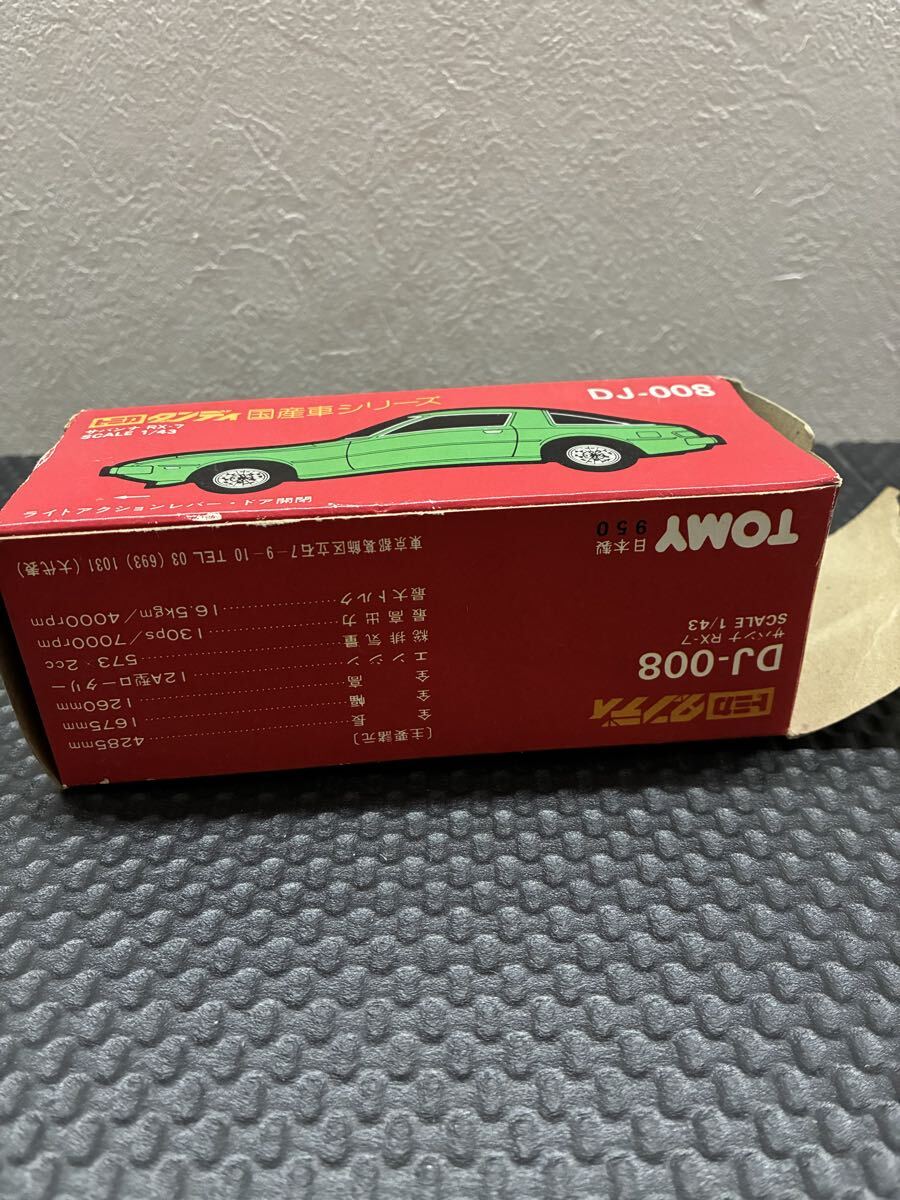 トミカ ダンディ 国産車シリーズ
サバンナ RX-7
SCALE 1/43
DJ-008
ライトアクションレバー・ドア開閉
トミカ ダンディ
DJ-008
サバンナ RX-7
SCALE 1/43
〔主要諸元〕
全長……4285mm
全幅……1675mm
全高……1260mm
エンジン……12A型ロータリー
総排気量……573×2cc
最高出力……130ps/7000rpm
最大トルク……16.5kgm/4000rpm
TOMY
日本製
950
東京都葛飾区立石7-9-10 TEL 03 (693) 1031 (大代表)